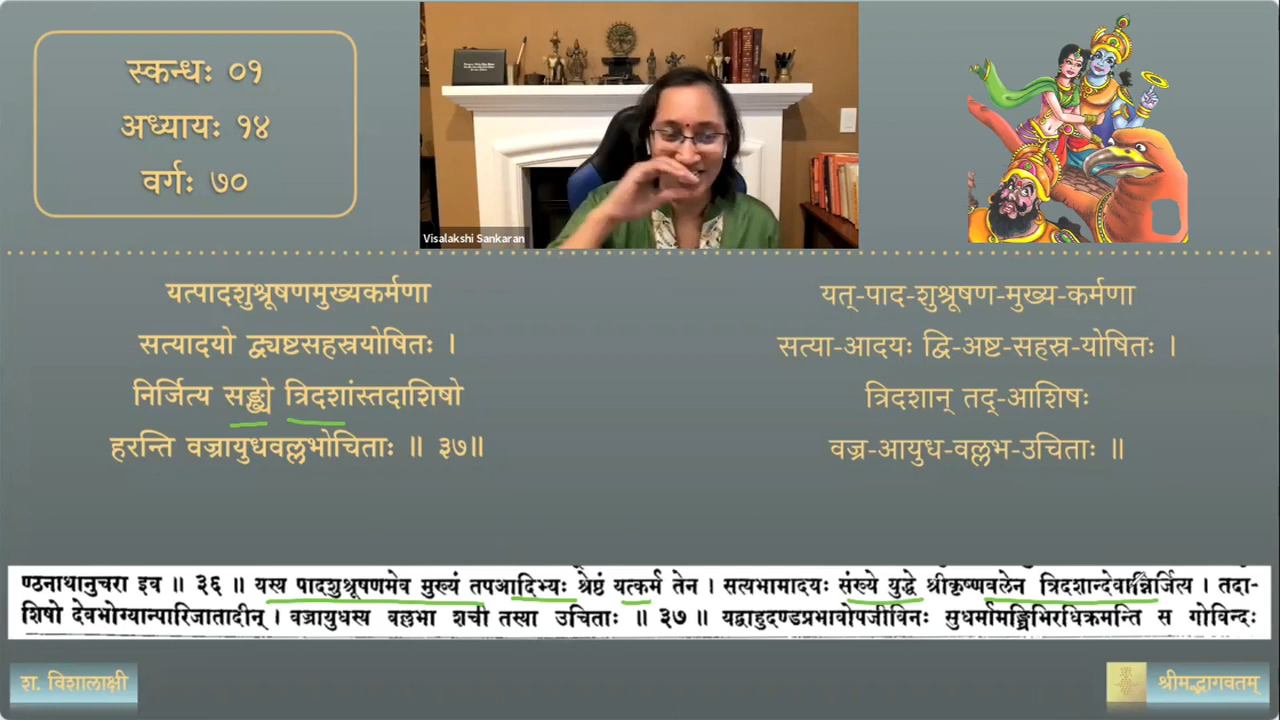 स्कन्धः ०१
अध्यायः १४
वर्गः ७०
Visalakshi Sankaran
यत्पादशुश्रूषणमुख्यकर्मणा
सत्यादयो द्व्यष्टसहस्रयोषितः ।
निर्जित्य सङ्ख्ये त्रिदशांस्तदाशिषो
हरन्ति वज्रायुधवल्लभोचिताः ॥ ३७॥
यत्-पाद-शुश्रूषण-मुख्य-कर्मणा
सत्या-आदयः द्वि-अष्ट-सहस्र-योषितः ।
त्रिदशान् तद्-आशिषः
वज्र-आयुध-वल्लभ-उचिताः ॥
ण्ठनाथानुचरा इव ॥ ३६ ॥ यस्य पादशुश्रूषणमेव मुख्यं तपआदिभ्यः श्रेष्ठं यत्कर्म तेन । सत्यभामादयः संख्ये युद्धे श्रीकृष्णबलेन त्रिदशान्देवान्निर्जित्य । तदा-
शिषो देवभोग्यान्पारिजातादीन् । वज्रायुधस्य वल्लभा शची तस्या उचिताः ॥ ३७ ॥ यद्बाहुदण्डप्रभावोपजीविनः सुधर्मामङ्घ्रिभिरधिक्रमन्ति स गोविन्दः
श. विशालाक्षी
श्रीमद्भागवतम्